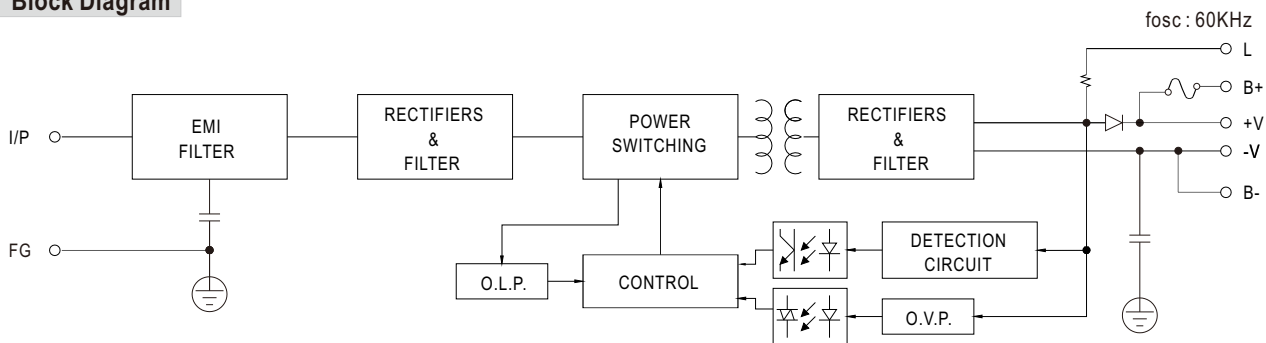 Block Diagram
fosc : 60KHz
L
B+
+V
-V
B-
I/P
EMI
FILTER
RECTIFIERS
&
FILTER
POWER
SWITCHING
RECTIFIERS
&
FILTER
FG
O.L.P.
CONTROL
DETECTION
CIRCUIT
O.V.P.